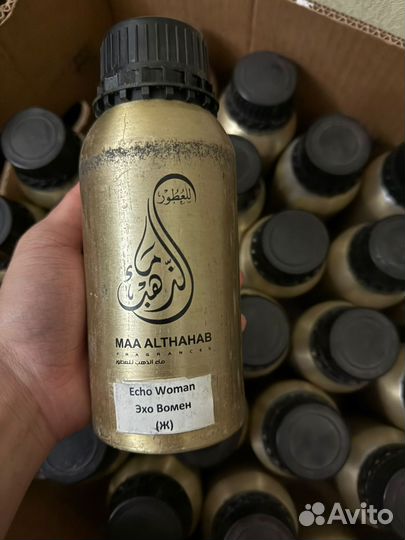 للعطور
ماء الذهب
MAA ALTHAHAB
FRAGRANCES
ماء الذهب للعطور
Echo Woman
Эхо Вомен
(Ж)
Avito